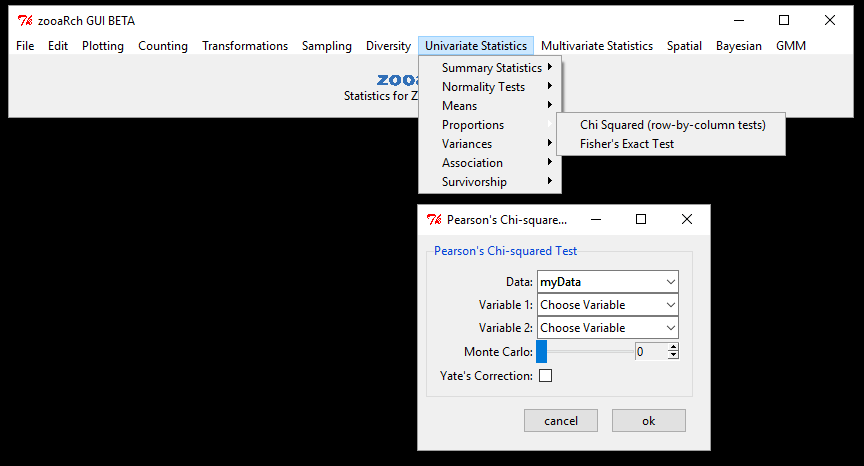 zooaRch GUI BETA
File Edit Plotting Counting Transformations Sampling Diversity Univariate Statistics Multivariate Statistics Spatial Bayesian GMM
zooa
Statistics for Z
Summary Statistics
Normality Tests
Means
Proportions
Variances
Association
Survivorship
Chi Squared (row-by-column tests)
Fisher's Exact Test
Pearson's Chi-square...
Pearson's Chi-squared Test
Data: myData
Variable 1: Choose Variable
Variable 2: Choose Variable
Monte Carlo: 0
Yate's Correction:
cancel ok